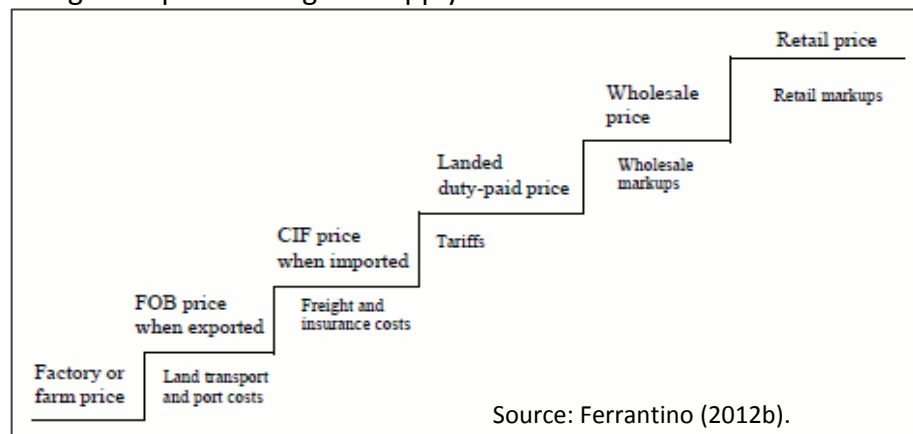 Retail price
Retail markups
Wholesale
price
Wholesale
markups
Landed
duty-paid price
Tariffs
CIF price
when imported
Freight and
insurance costs
FOB price
when exported
Land transport
and port costs
Factory or
farm price
Source: Ferrantino (2012b).